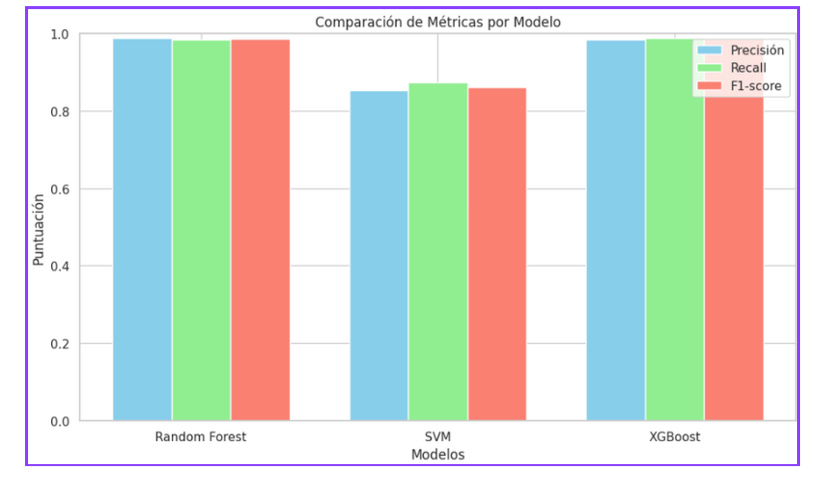 Comparación de Métricas por Modelo
Precisión
Recall
F1-score
Puntuación
1.0
0.8
0.6
0.4
0.2
0.0
Random Forest SVM XGBoost
Modelos